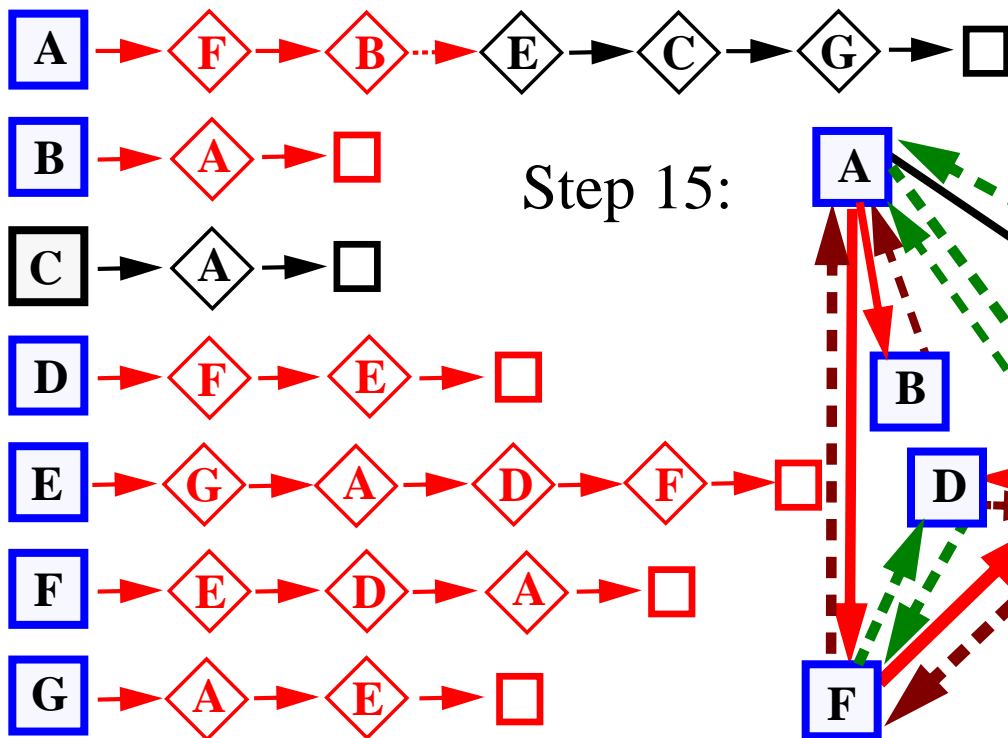 A F B E C G
B A
Step 15:
A
C A
D F E
B
E G A D F
D
F E D A
G A E
F